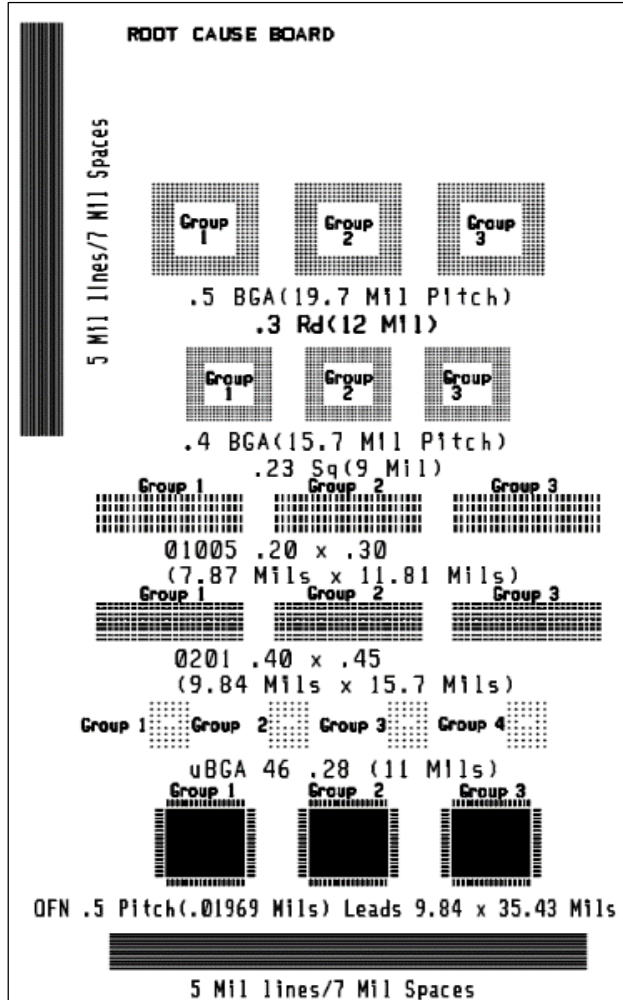 ROOT CAUSE BOARD
5 Mil lines/7 Mil Spaces
Group 1
Group 2
Group 3
.5 BGA(19.7 Mil Pitch)
.3 Rd(12 Mil)
Group 1
Group 2
Group 3
.4 BGA(15.7 Mil Pitch)
.23 Sq(9 Mil)
Group 1 Group 2 Group 3
01005 .20 x .30
(7.87 Mils x 11.81 Mils)
Group 1 Group 2 Group 3
0201 .40 x .45
(9.84 Mils x 15.7 Mils)
Group 1 Group 2 Group 3 Group 4
uBGA 46 .28 (11 Mils)
Group 1 Group 2 Group 3
QFN .5 Pitch(.01969 Mils) Leads 9.84 x 35.43 Mils
5 Mil lines/7 Mil Spaces